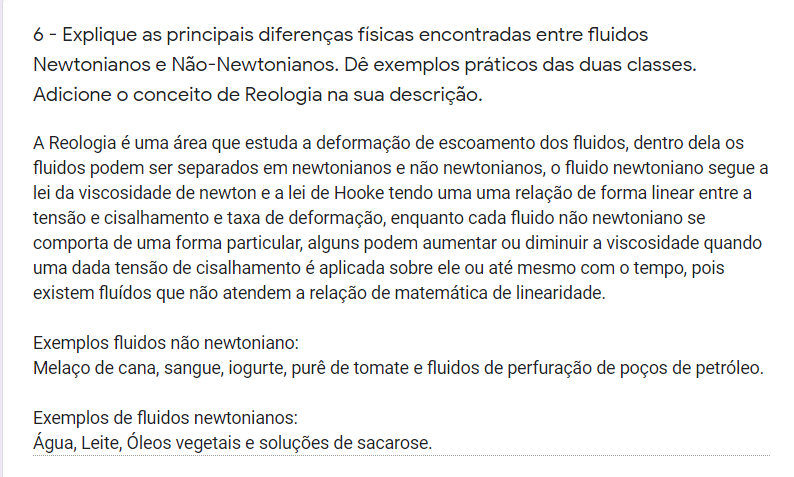 6 - Explique as principais diferenças físicas encontradas entre fluidos
Newtonianos e Não-Newtonianos. Dê exemplos práticos das duas classes.
Adicione o conceito de Reologia na sua descrição.
A Reologia é uma área que estuda a deformação de escoamento dos fluidos, dentro dela os
fluidos podem ser separados em newtonianos e não newtonianos, o fluido newtoniano segue a
lei da viscosidade de newton e a lei de Hooke tendo uma uma relação de forma linear entre a
tensão e cisalhamento e taxa de deformação, enquanto cada fluido não newtoniano se
comporta de uma forma particular, alguns podem aumentar ou diminuir a viscosidade quando
uma dada tensão de cisalhamento é aplicada sobre ele ou até mesmo com o tempo, pois
existem fluídos que não atendem a relação de matemática de linearidade.
Exemplos fluidos não newtoniano:
Melaço de cana, sangue, iogurte, purê de tomate e fluidos de perfuração de poços de petróleo.
Exemplos de fluidos newtonianos:
Água, Leite, Óleos vegetais e soluções de sacarose.